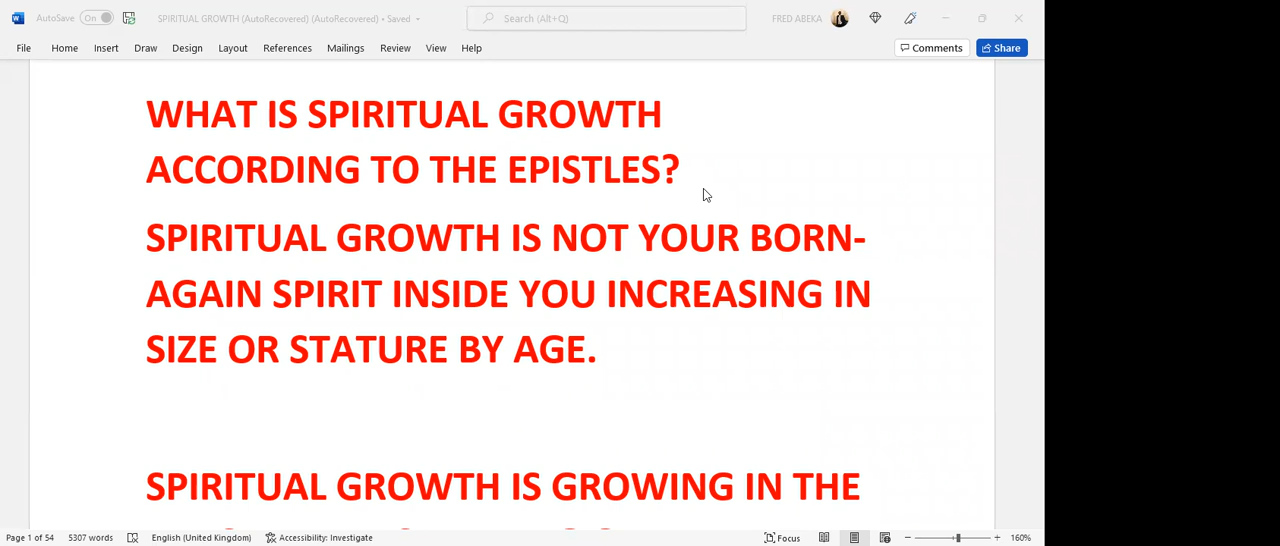 AutoSave On SPIRITUAL GROWTH (AutoRecovered) (AutoRecovered) • Saved Search (Alt+Q) FRED ABEKA
File Home Insert Draw Design Layout References Mailings Review View Help Comments Share
WHAT IS SPIRITUAL GROWTH
ACCORDING TO THE EPISTLES?
SPIRITUAL GROWTH IS NOT YOUR BORN-
AGAIN SPIRIT INSIDE YOU INCREASING IN
SIZE OR STATURE BY AGE.
SPIRITUAL GROWTH IS GROWING IN THE
Page 1 of 54 5307 words English (United Kingdom) Accessibility: Investigate Focus 160%